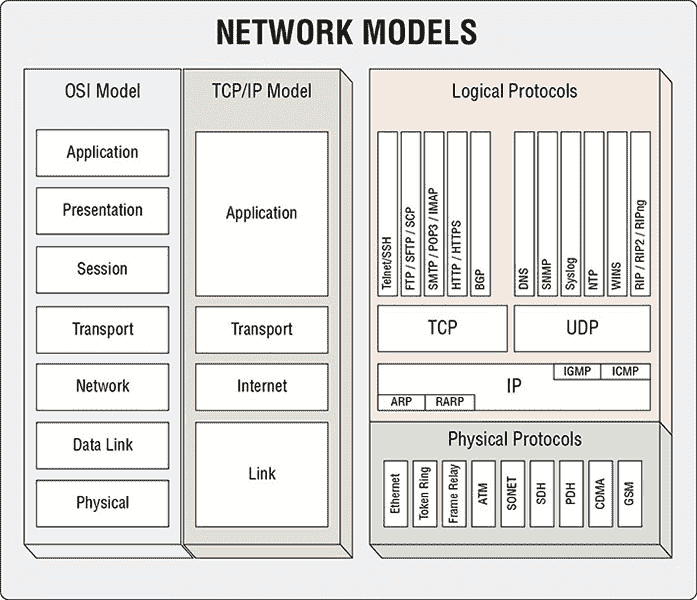 NETWORK MODELS
OSI Model
Application
Presentation
Session
Transport
Network
Data Link
Physical
TCP/IP Model
Application
Transport
Internet
Link
Logical Protocols
Telnet/SSH
FTP / SFTP / SCP
SMTP / POP3 / IMAP
HTTP / HTTPS
BGP
DNS
SNMP
Syslog
NTP
WINS
RIP / RIP2 / RIPng
TCP
UDP
IP
IGMP
ICMP
ARP
RARP
Physical Protocols
Ethernet
Token Ring
Frame Relay
ATM
SONET
SDH
PDH
CDMA
GSM